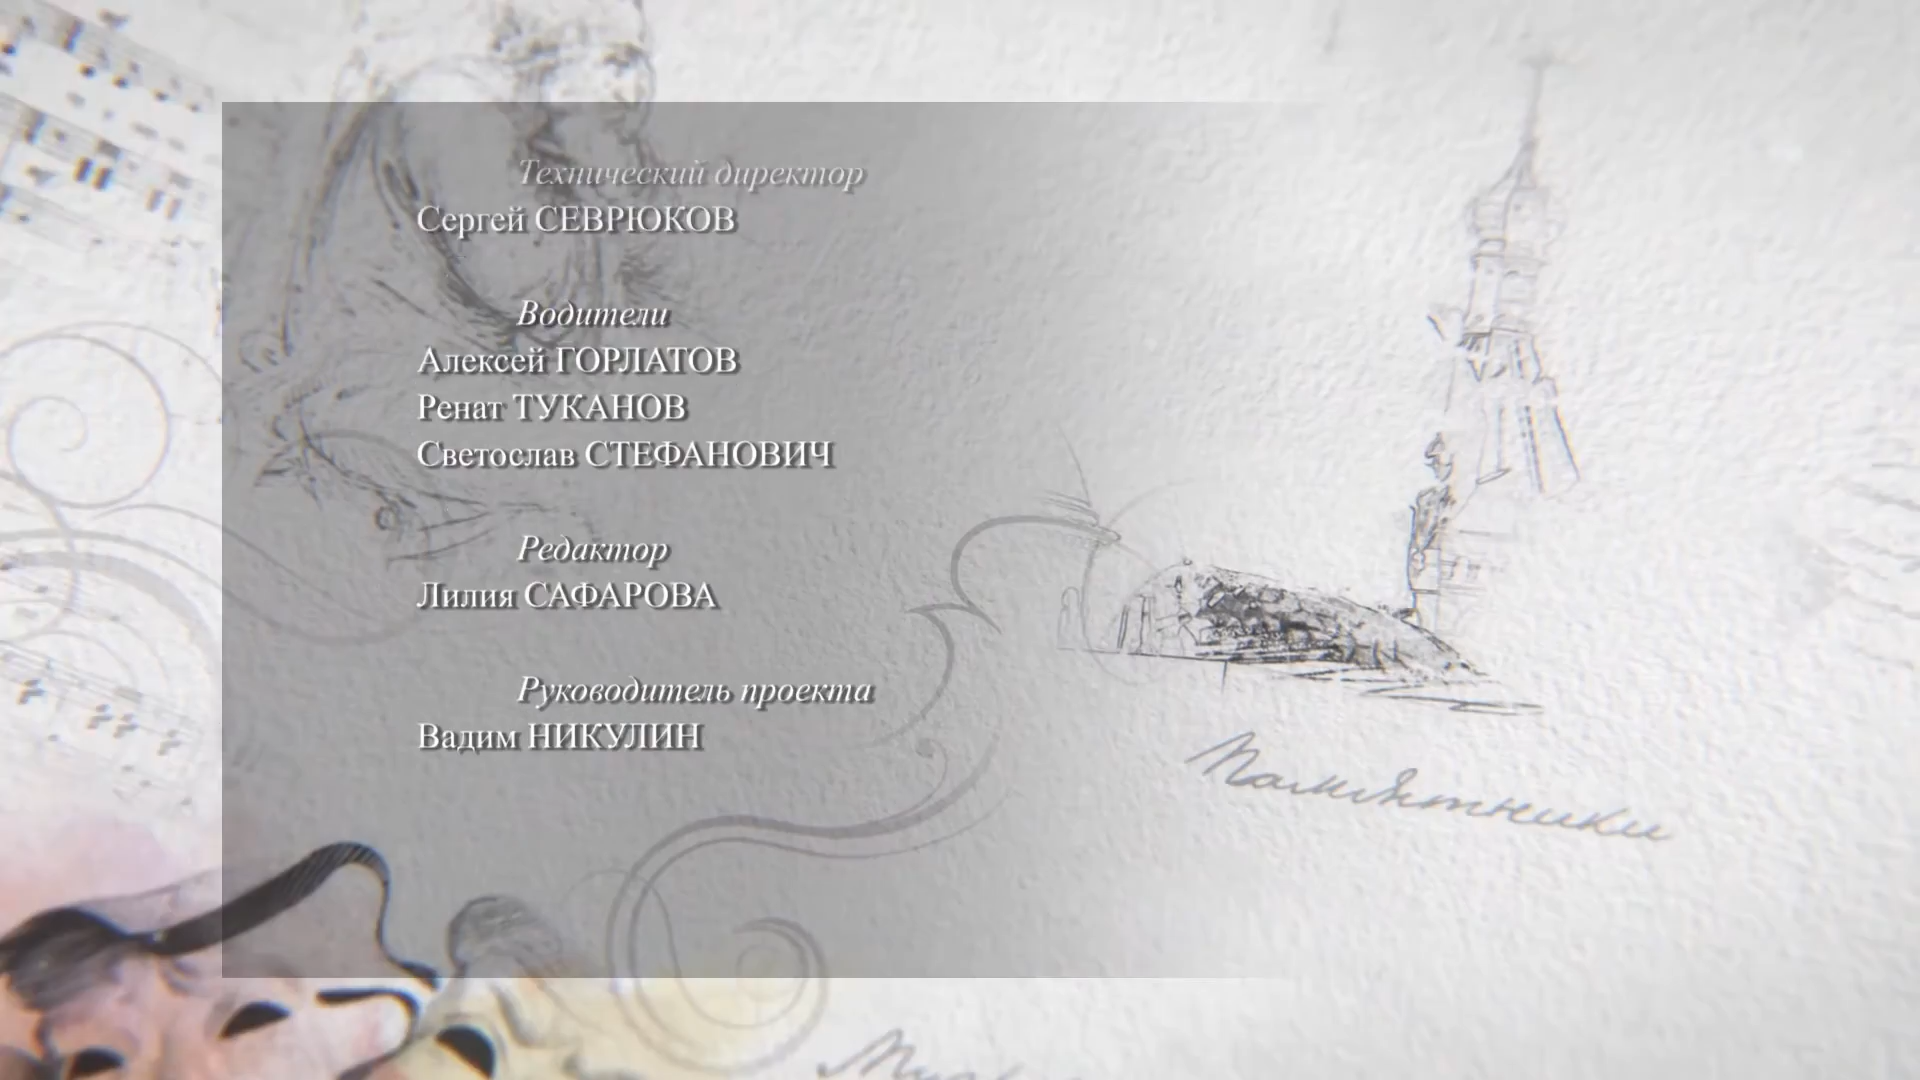 Технический директор
Сергей СЕВРЮКОВ
Водители
Алексей ГОРЛАТОВ
Ренат ТУКАНОВ
Светослав СТЕФАНОВИЧ
Редактор
Лилия САФАРОВА
Руководитель проекта
Вадим НИКУЛИН
Памятники